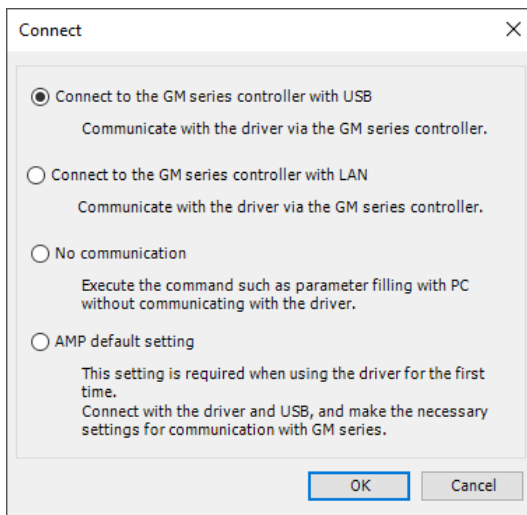 Connect
Connect to the GM series controller with USB
Communicate with the driver via the GM series controller.
Connect to the GM series controller with LAN
Communicate with the driver via the GM series controller.
No communication
Execute the command such as parameter filling with PC
without communicating with the driver.
AMP default setting
This setting is required when using the driver for the first
time.
Connect with the driver and USB, and make the necessary
settings for communication with GM series.
OK
Cancel